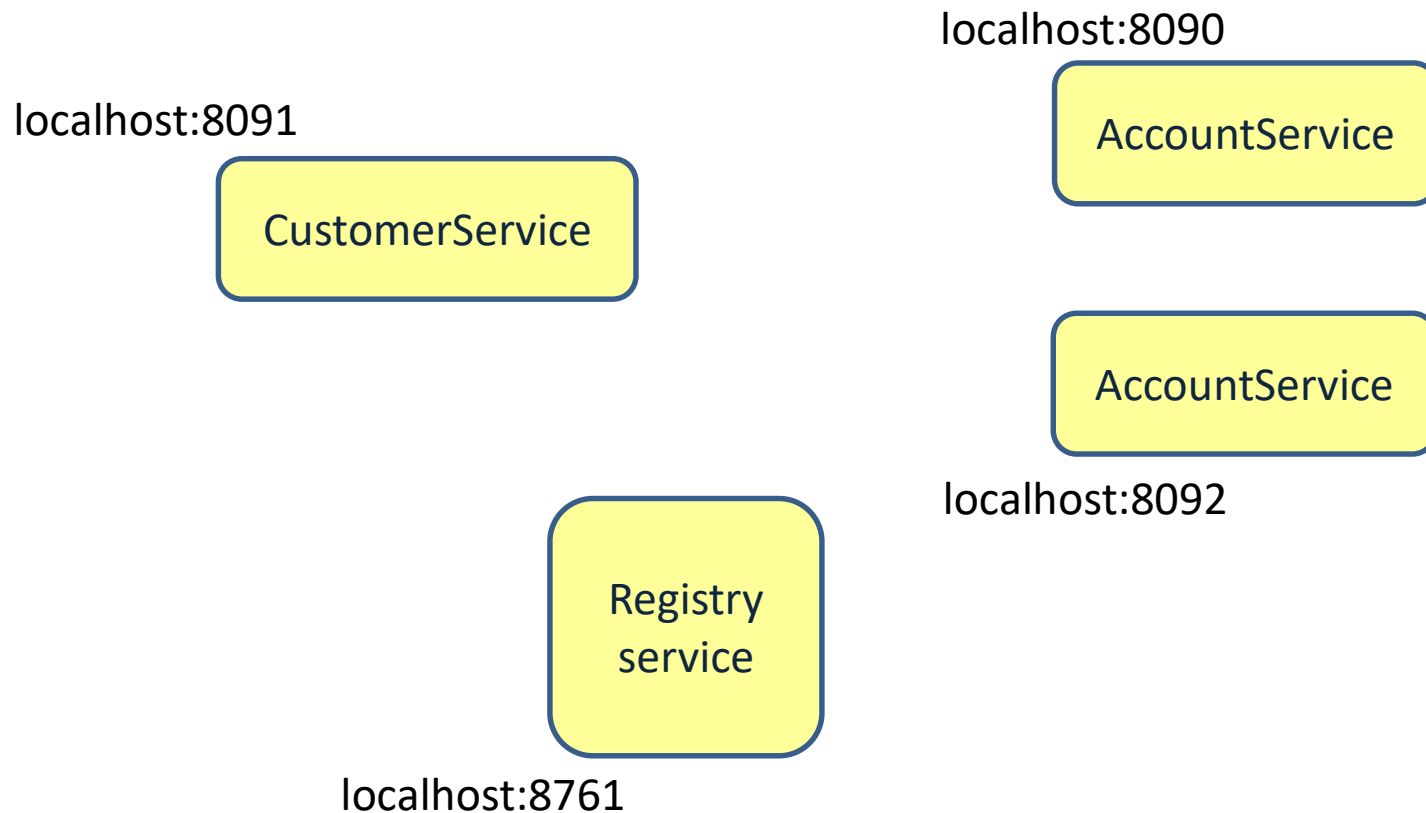 localhost:8090
AccountService
localhost:8091
CustomerService
AccountService
localhost:8092
Registry
service
localhost:8761